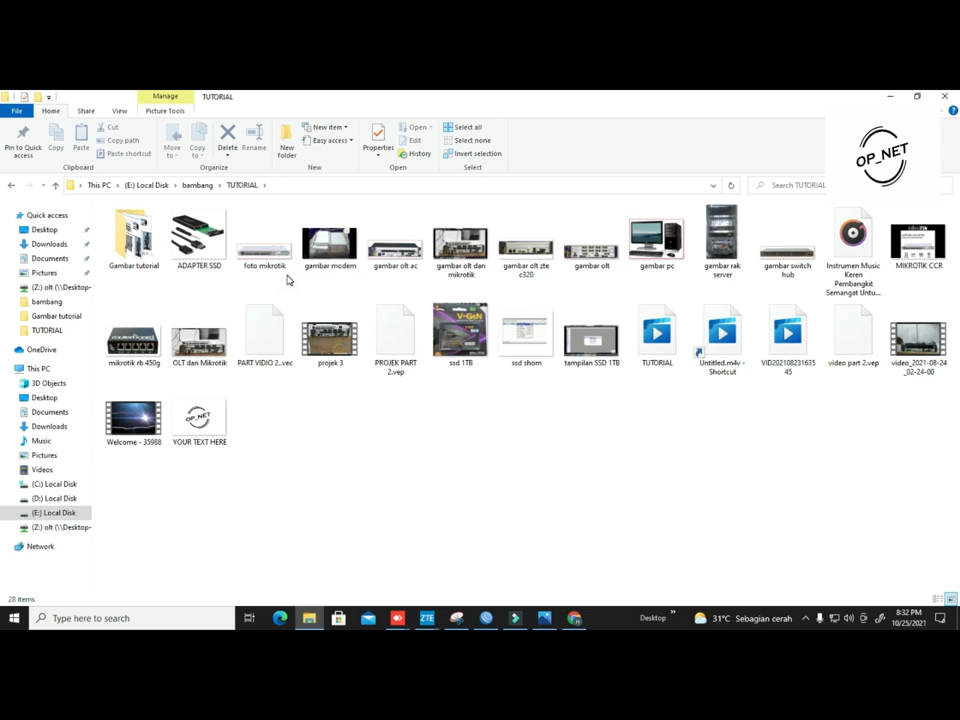 Manage
TUTORIAL
File
Home
Share
View
Picture Tools
Pin to Quick access
Copy
Paste
Cut
Copy path
Paste shortcut
Move to
Copy to
Delete
Rename
New folder
New item
Easy access
Properties
Open
Edit
History
Select all
Select none
Invert selection
Clipboard
Organize
New
Open
Select
OP_NET
This PC > (E:) Local Disk > bambang > TUTORIAL >
Search TUTORIAL
Quick access
Desktop
Downloads
Documents
Pictures
(Z:) olt (\\Desktop-
bambang
Gambar tutorial
TUTORIAL
OneDrive
This PC
3D Objects
Desktop
Documents
Downloads
Music
Pictures
Videos
(C:) Local Disk
(D:) Local Disk
(E:) Local Disk
(Z:) olt (\\Desktop-
Network
Gambar tutorial
ADAPTER SSD
foto mikrotik
gambar modem
gambar olt ac
gambar olt dan mikrotik
gambar olt zte c320
gambar olt
gambar pc
gambar rak server
gambar switch hub
Instrumen Music Keren Pembangkit Semangat Untu...
MIKROTIK CCR
mikrotik rb 450g
OLT dan Mikrotik
PART VIDIO 2..vec
projek 3
PROJEK PART 2.vep
V-GeN
ssd 1TB
ssd shom
tampilan SSD 1TB
TUTORIAL
Untitled.m4v - Shortcut
VID20210823163545
video part 2.vep
video_2021-08-24_02-24-00
Welcome - 35988
OP_NET
YOUR TEXT HERE
28 items
Type here to search
ZTE
Desktop
31°C Sebagian cerah
8:32 PM
10/25/2021